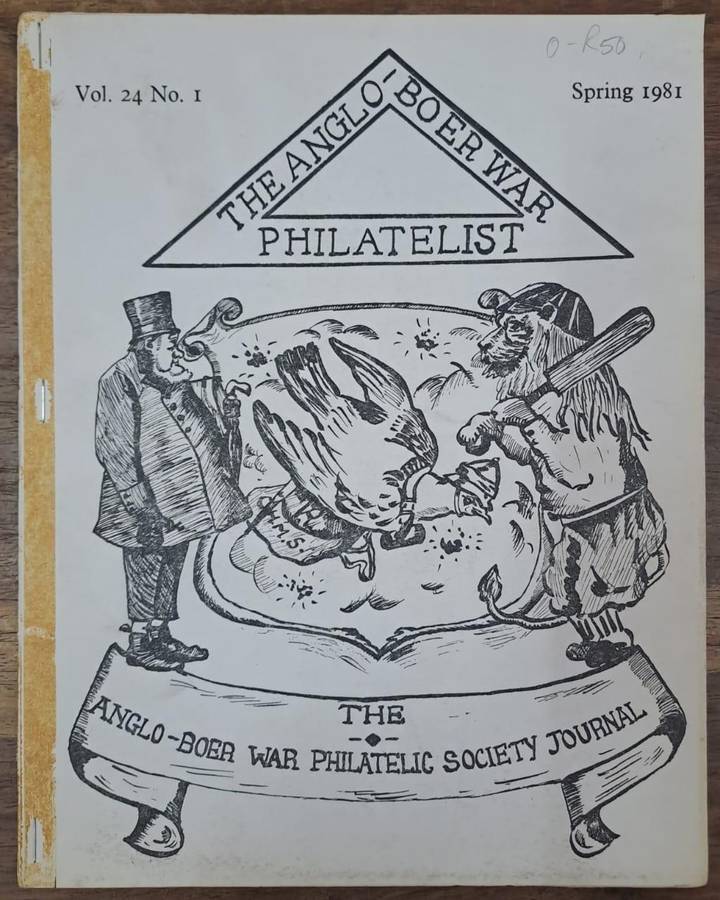 O-R50
Vol. 24 No. 1
Spring 1981
THE ANGLO-BOER WAR
PHILATELIST
THE
ANGLO-BOER WAR PHILATELIC SOCIETY JOURNAL